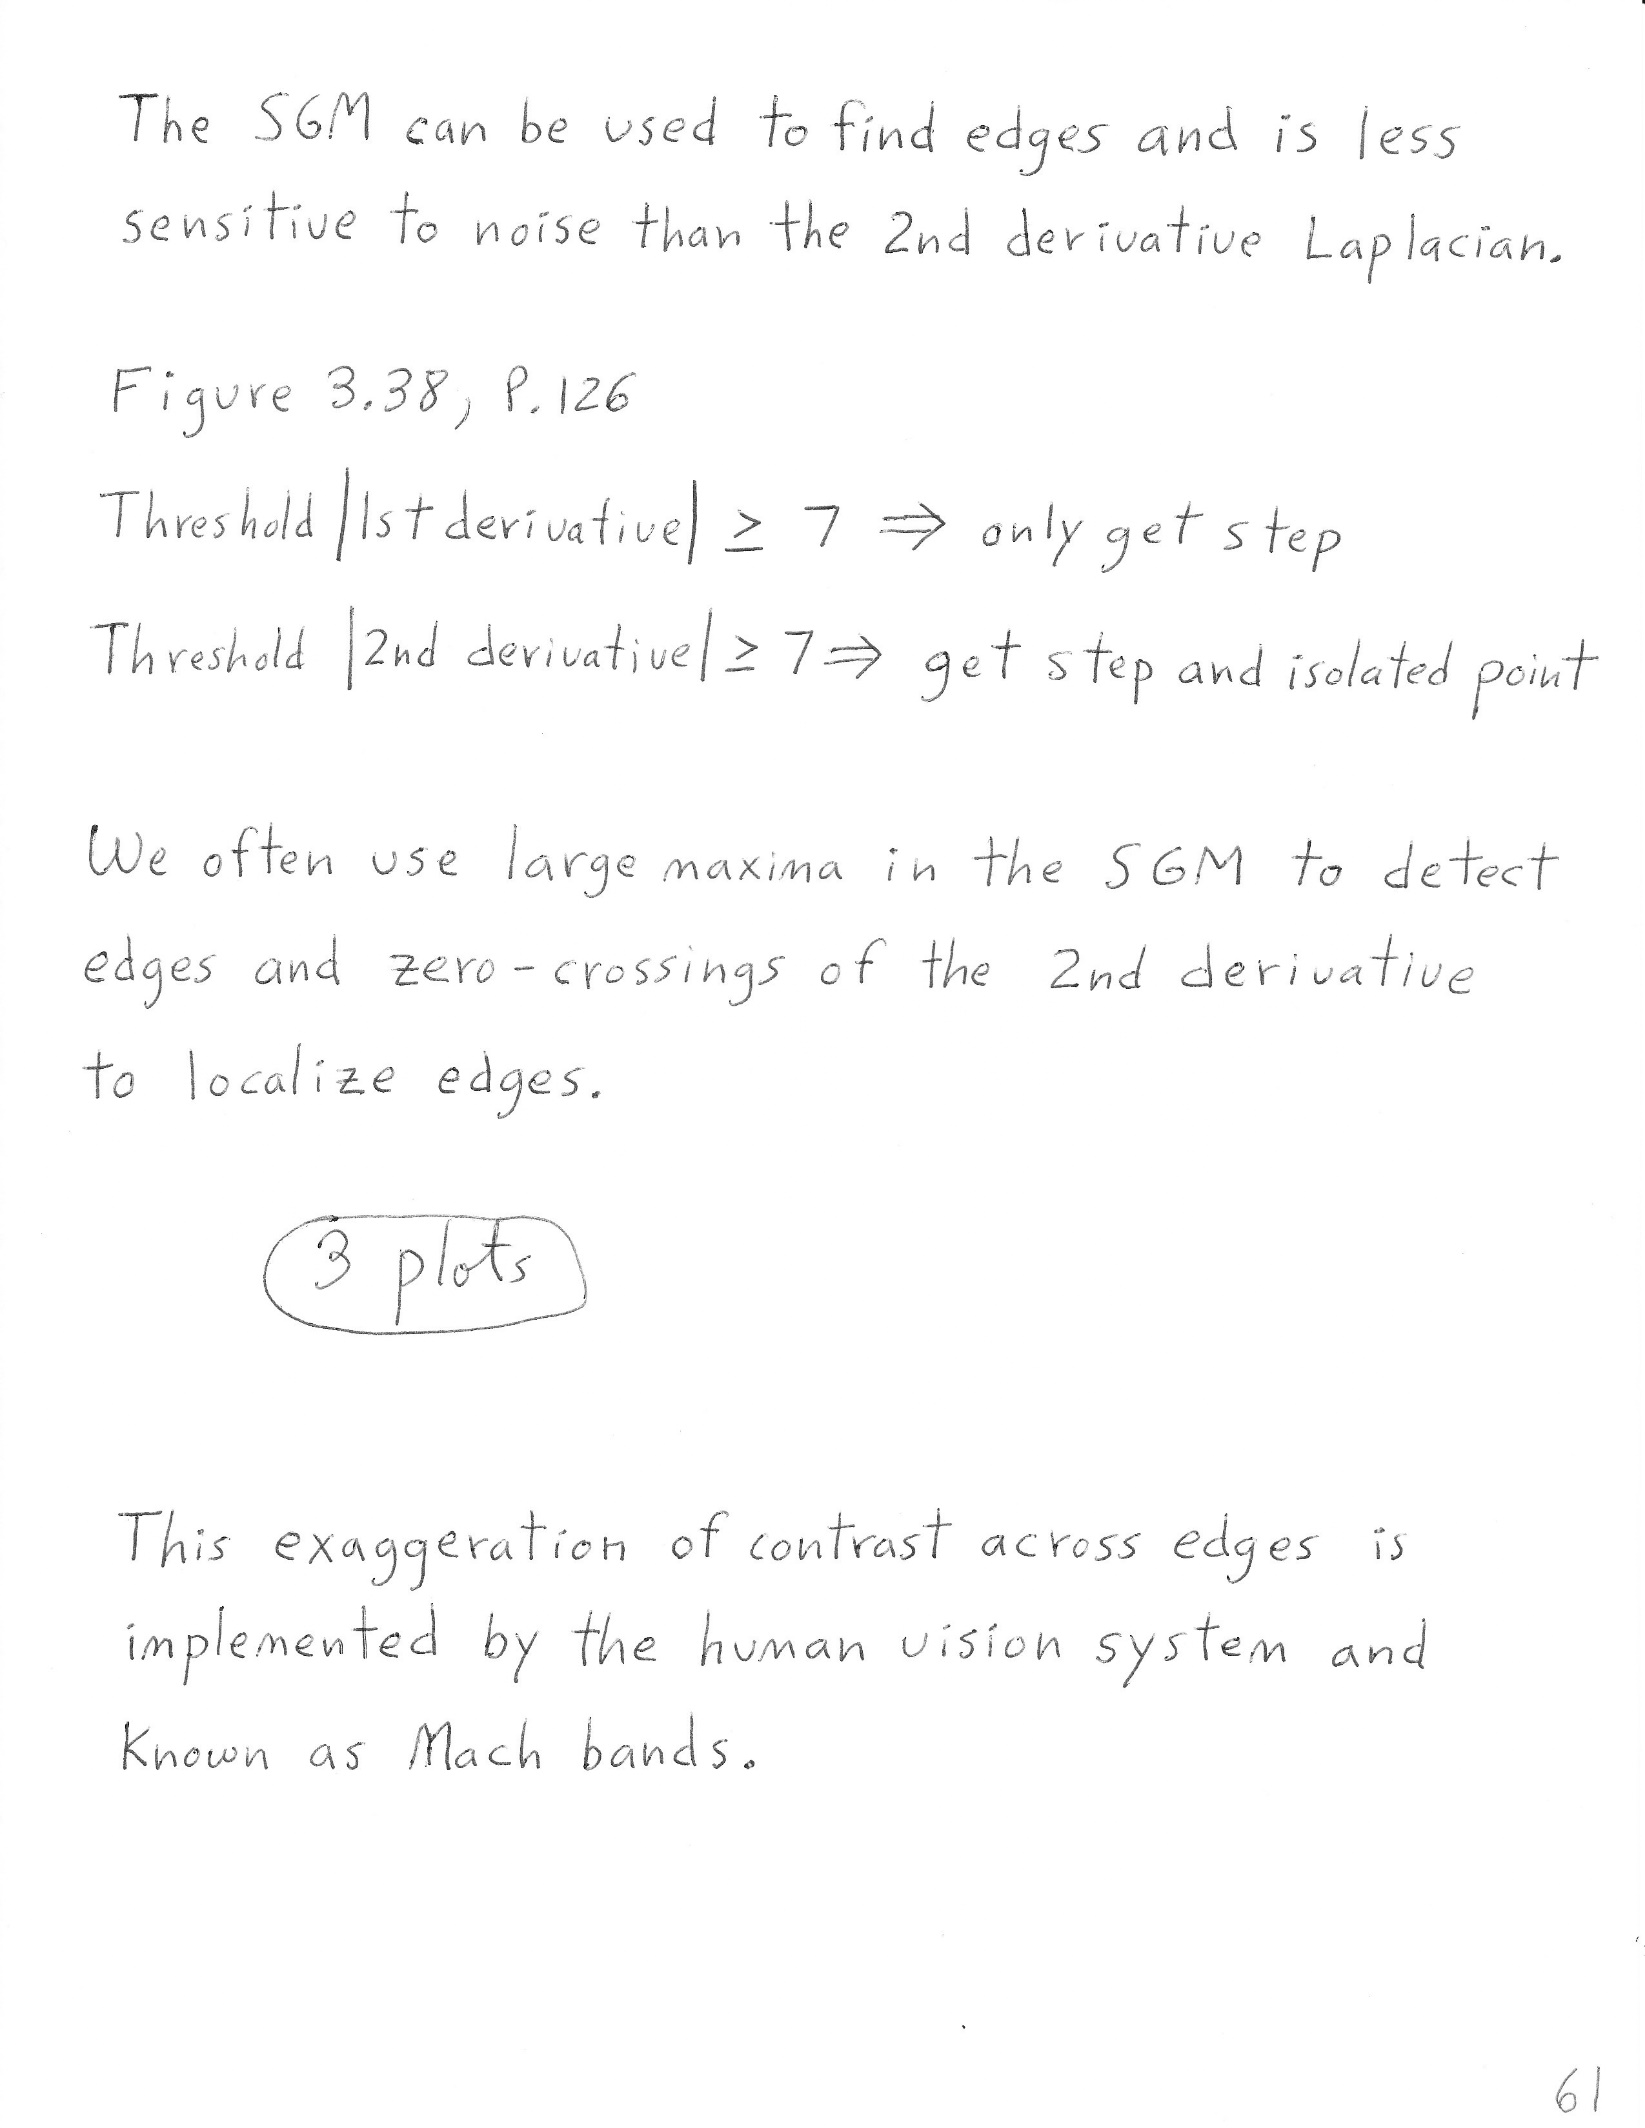 The SGM can be used to find edges and is less
sensitive to noise than the 2nd derivative Laplacian.
Figure 3.38, P. 126
Threshold |1st derivative| ≥ 7 ⇒ only get step
Threshold |2nd derivative| ≥ 7 ⇒ get step and isolated point
We often use large maxima in the SGM to detect
edges and zero-crossings of the 2nd derivative
to localize edges.
3 plots
This exaggeration of contrast across edges is
implemented by the human vision system and
Known as Mach bands.
61